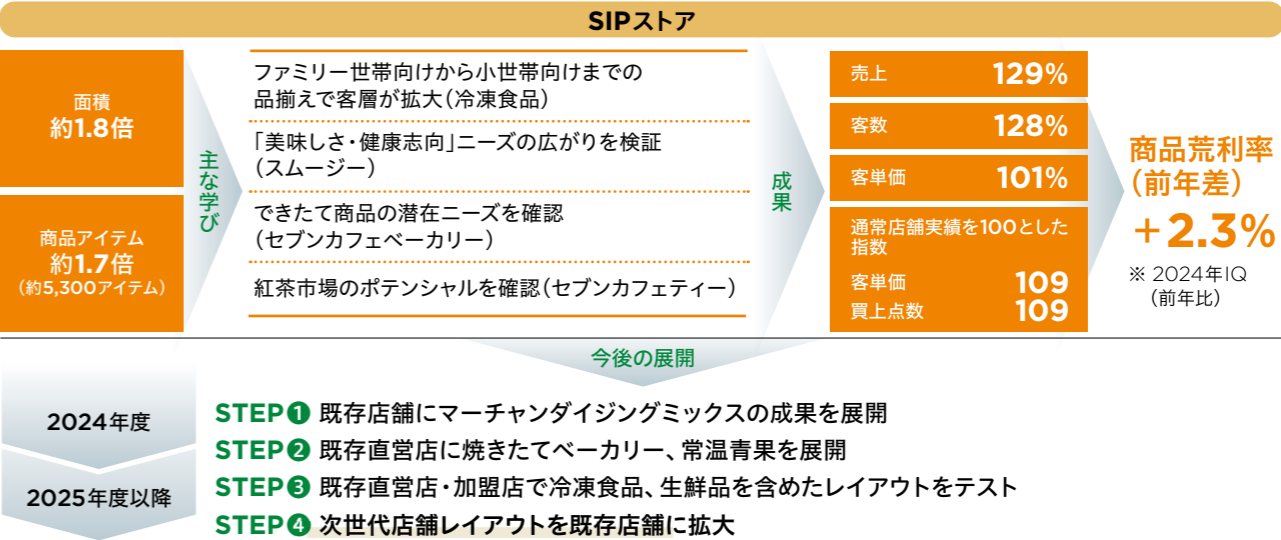 SIPストア
面積
約1.8倍
商品アイテム
約1.7倍
(約5,300アイテム)
主な学び
ファミリー世帯向けから小世帯向けまでの
品揃えで客層が拡大(冷凍食品)
「美味しさ・健康志向」ニーズの広がりを検証
(スムージー)
できたて商品の潜在ニーズを確認
(セブンカフェベーカリー)
紅茶市場のポテンシャルを確認(セブンカフェティー)
成果
売上 129%
客数 128%
客単価 101%
通常店舗実績を100とした
指数
客単価 109
買上点数 109
商品荒利率
(前年差)
+2.3%
※ 2024年IQ
(前年比)
今後の展開
2024年度
2025年度以降
STEP❶ 既存店舗にマーチャンダイジングミックスの成果を展開
STEP❷ 既存直営店に焼きたてベーカリー、常温青果を展開
STEP❸ 既存直営店・加盟店で冷凍食品、生鮮品を含めたレイアウトをテスト
STEP❹ 次世代店舗レイアウトを既存店舗に拡大